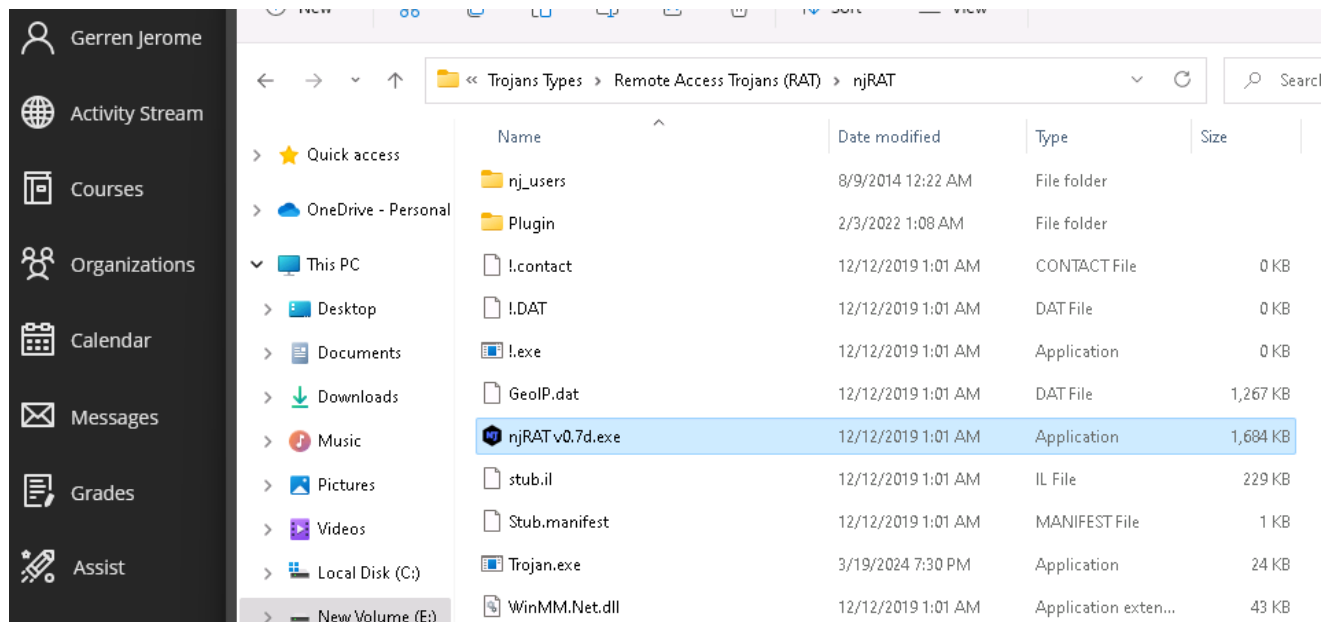 New Sort View
Gerren Jerome
« Trojans Types > Remote Access Trojans (RAT) > njRAT
Activity Stream
Name Date modified Type Size
Quick access
nj_users 8/9/2014 12:22 AM File folder
Courses
OneDrive - Personal
Plugin 2/3/2022 1:08 AM File folder
Organizations
This PC
!.contact 12/12/2019 1:01 AM CONTACT File 0 KB
Desktop
!.DAT 12/12/2019 1:01 AM DAT File 0 KB
Calendar
Documents
!.exe 12/12/2019 1:01 AM Application 0 KB
Downloads
GeoIP.dat 12/12/2019 1:01 AM DAT File 1,267 KB
Messages
Music
NJ njRAT v0.7d.exe 12/12/2019 1:01 AM Application 1,684 KB
Pictures
stub.il 12/12/2019 1:01 AM IL File 229 KB
Grades
Videos
Stub.manifest 12/12/2019 1:01 AM MANIFEST File 1 KB
Assist
Local Disk (C:)
Trojan.exe 3/19/2024 7:30 PM Application 24 KB
New Volume (E:)
WinMM.Net.dll 12/12/2019 1:01 AM Application exten... 43 KB